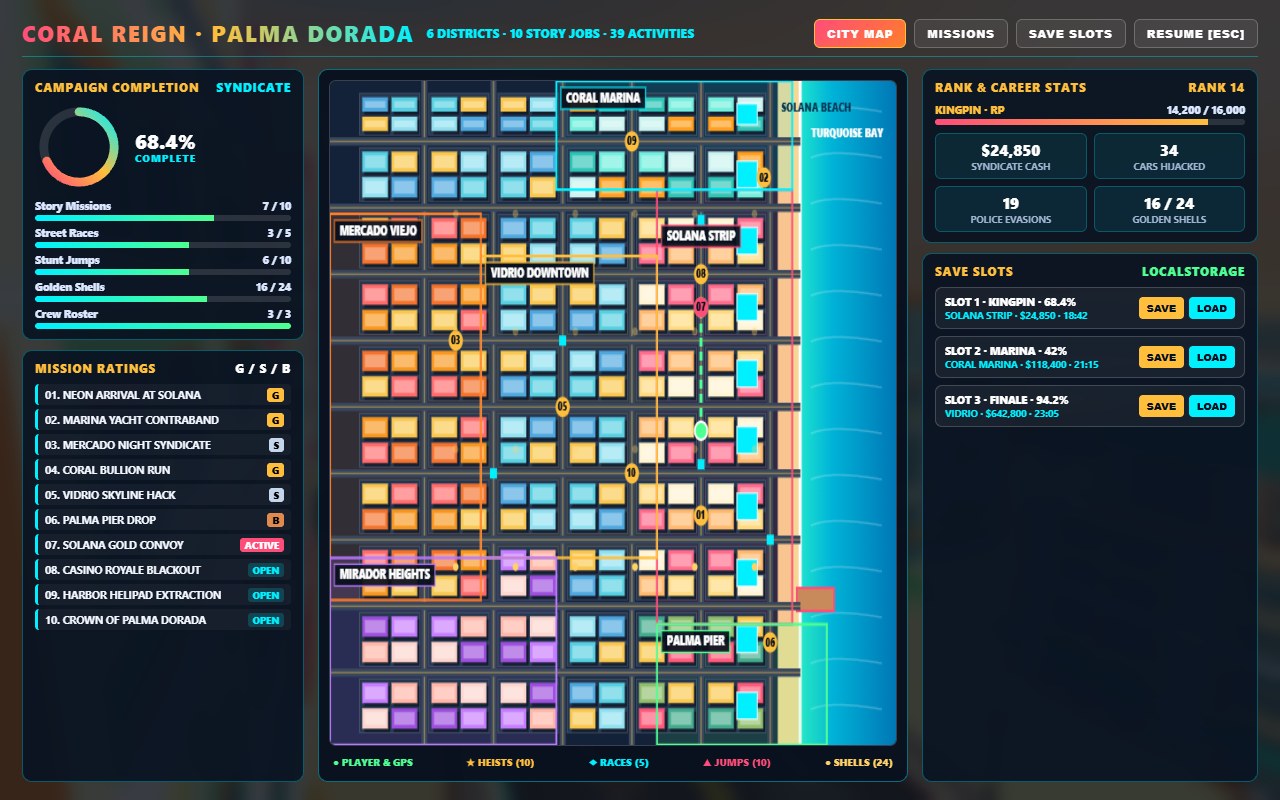 CORAL REIGN · PALMA DORADA
6 DISTRICTS · 10 STORY JOBS · 39 ACTIVITIES
CITY MAP
MISSIONS
SAVE SLOTS
RESUME [ESC]
CAMPAIGN COMPLETION
SYNDICATE
68.4%
COMPLETE
Story Missions 7 / 10
Street Races 3 / 5
Stunt Jumps 6 / 10
Golden Shells 16 / 24
Crew Roster 3 / 3
MISSION RATINGS
G / S / B
01. NEON ARRIVAL AT SOLANA G
02. MARINA YACHT CONTRABAND G
03. MERCADO NIGHT SYNDICATE S
04. CORAL BULLION RUN G
05. VIDRIO SKYLINE HACK S
06. PALMA PIER DROP B
07. SOLANA GOLD CONVOY ACTIVE
08. CASINO ROYALE BLACKOUT OPEN
09. HARBOR HELIPAD EXTRACTION OPEN
10. CROWN OF PALMA DORADA OPEN
CORAL MARINA
SOLANA BEACH
TURQUOISE BAY
09
02
MERCADO VIEJO
SOLANA STRIP
VIDRIO DOWNTOWN
08
07
03
05
10
01
MIRADOR HEIGHTS
PALMA PIER
06
● PLAYER & GPS
★ HEISTS (10)
◆ RACES (5)
▲ JUMPS (10)
● SHELLS (24)
RANK & CAREER STATS
RANK 14
KINGPIN · RP
14,200 / 16,000
$24,850
SYNDICATE CASH
34
CARS HIJACKED
19
POLICE EVASIONS
16 / 24
GOLDEN SHELLS
SAVE SLOTS
LOCALSTORAGE
SLOT 1 · KINGPIN · 68.4%
SOLANA STRIP · $24,850 · 18:42
SAVE
LOAD
SLOT 2 · MARINA · 42%
CORAL MARINA · $118,400 · 21:15
SAVE
LOAD
SLOT 3 · FINALE · 94.2%
VIDRIO · $642,800 · 23:05
SAVE
LOAD